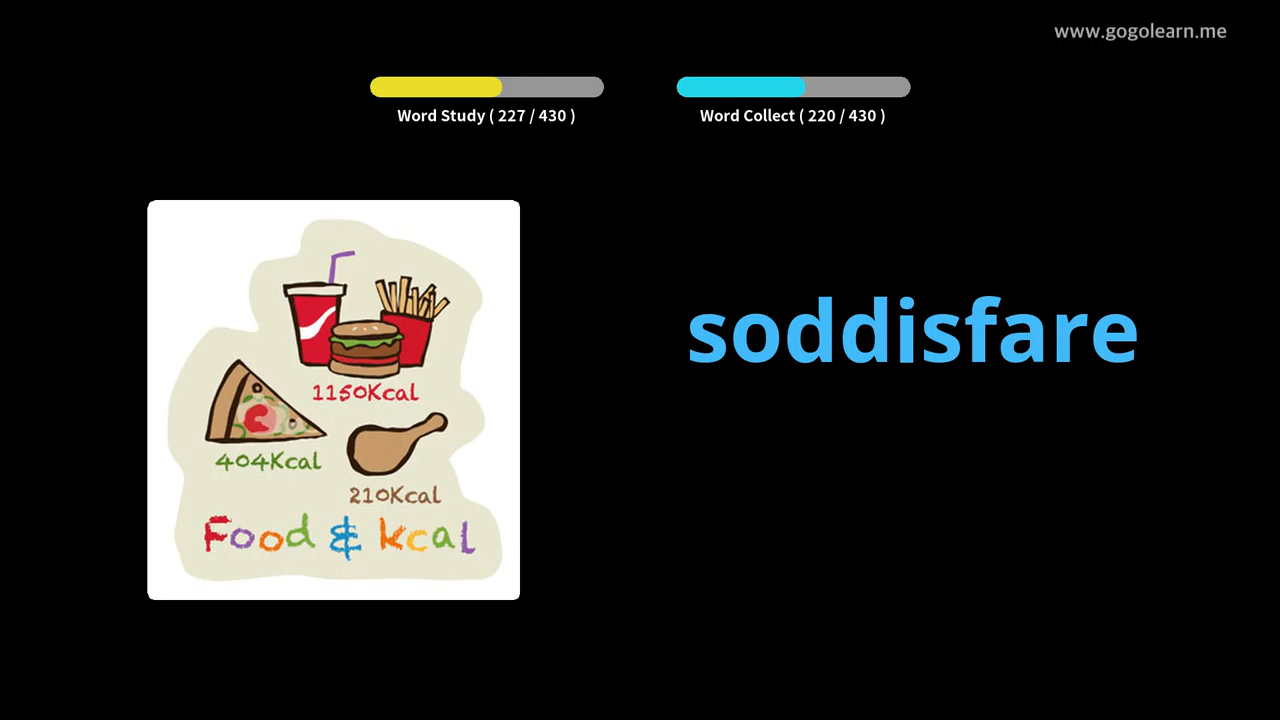 www.gogolearn.me
Word Study ( 227 / 430 )
Word Collect ( 220 / 430 )
1150Kcal
404Kcal
210Kcal
Food & kcal
soddisfare